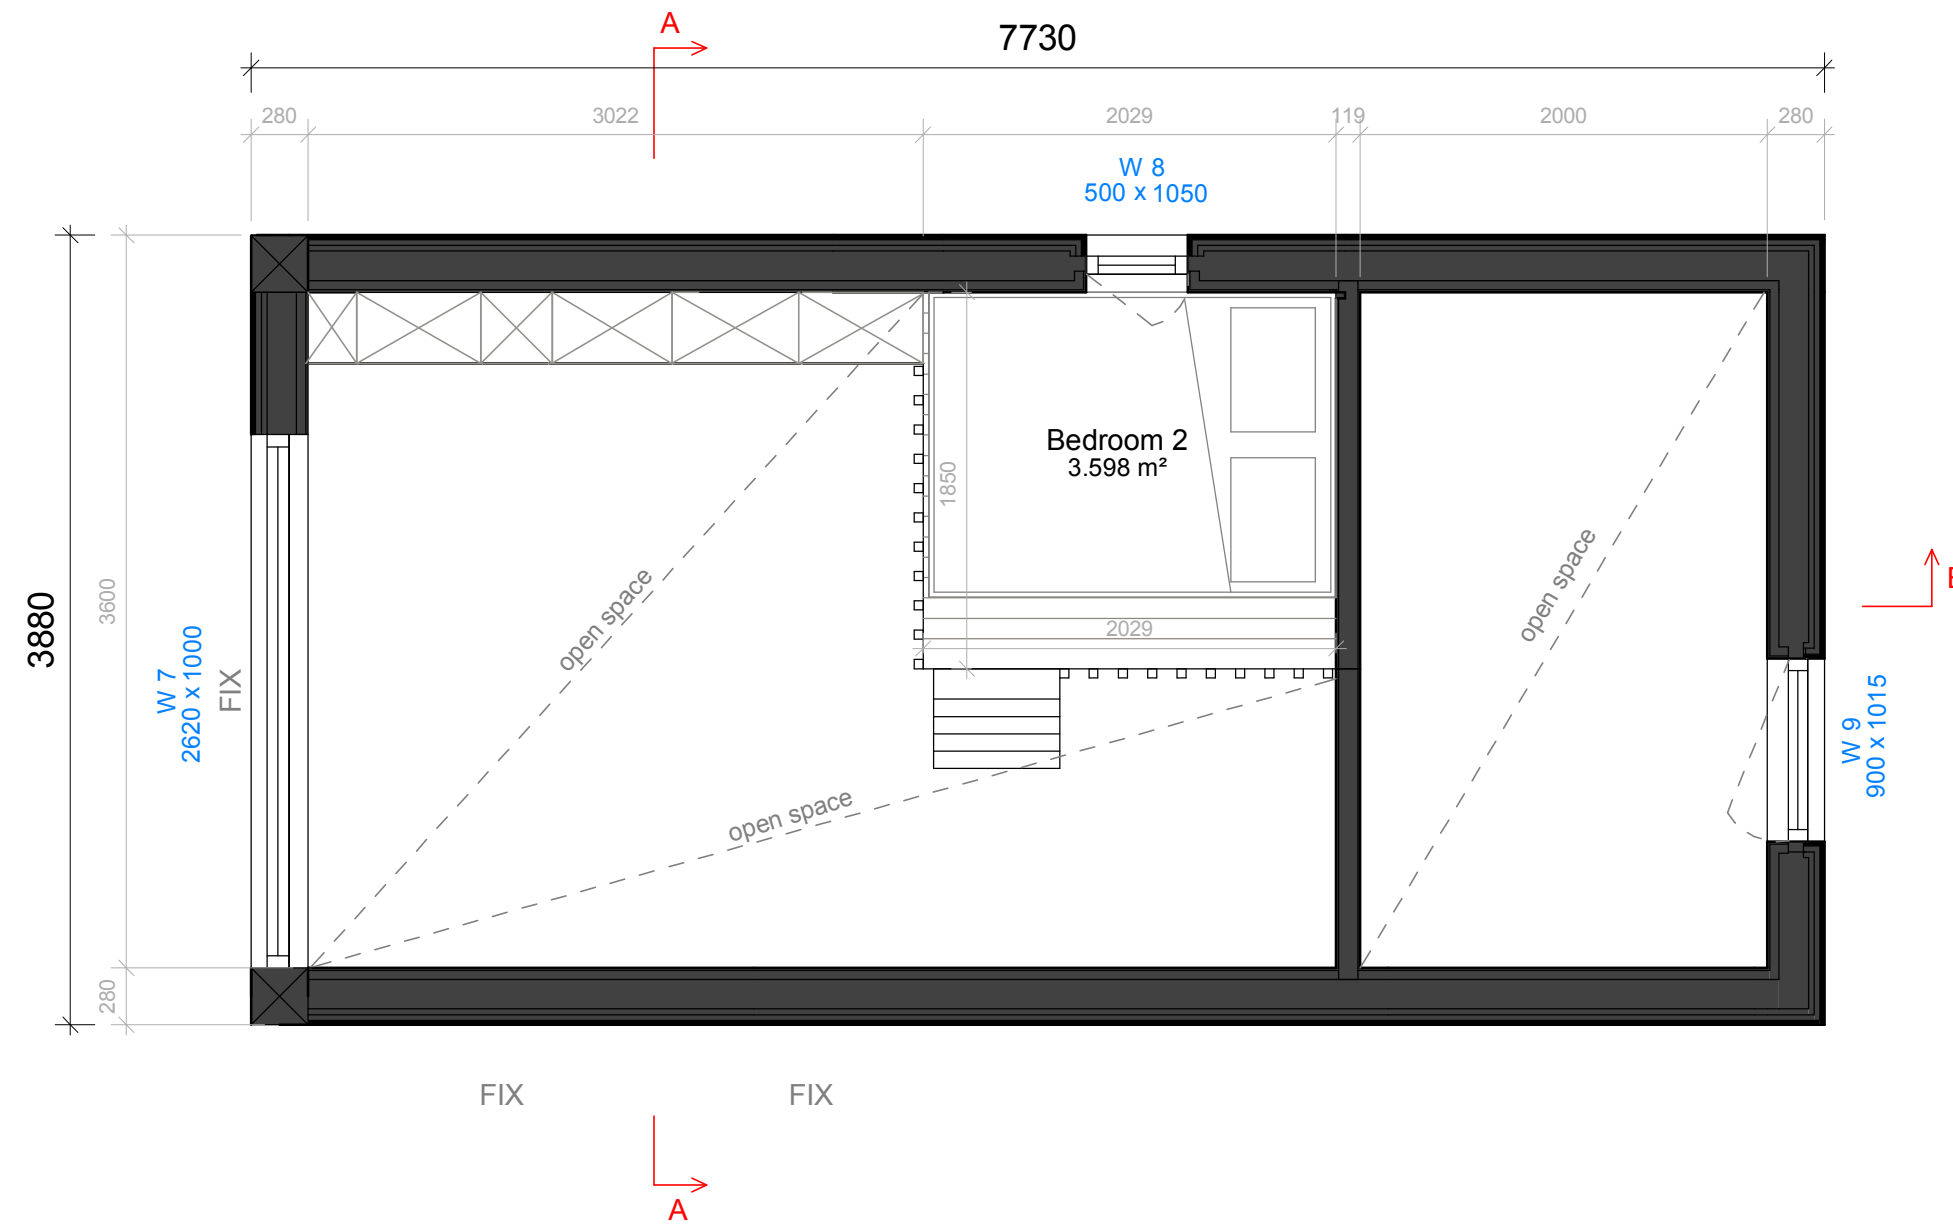 A
7730
280
3022
2029
119
2000
280
W 8
500 x 1050
Bedroom 2
3.598 m²
1850
2029
open space
open space
open space
3880
3600
280
W 7
2620 x 1000
FIX
W 9
900 x 1015
FIX
FIX
A